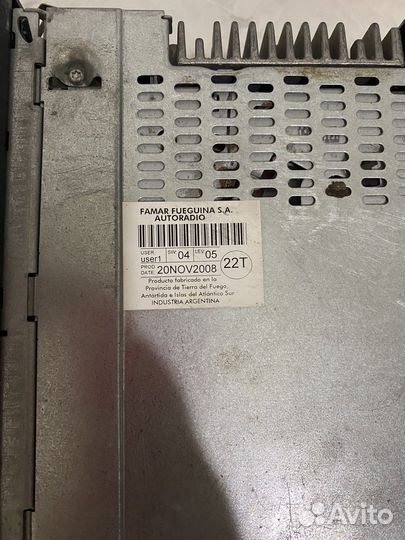 FAMAR FUEGUINA S.A.
AUTORADIO
USER user1 SW 04 LEV 05
PROD DATE: 20NOV2008 22T
Producto fabricado en la
Provincia de Tierra del Fuego,
Antártida e Islas del Atlántico Sur
INDUSTRIA ARGENTINA
Avito